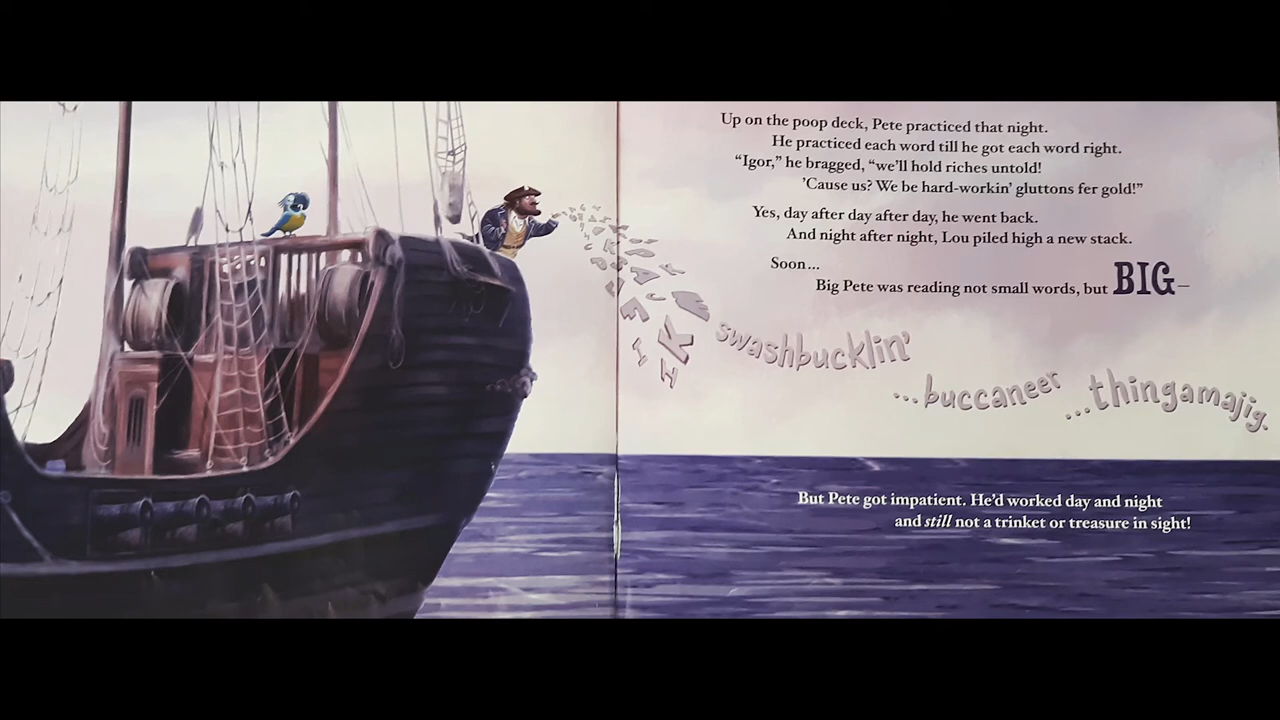 Up on the poop deck, Pete practiced that night.
He practiced each word till he got each word right.
“Igor,” he bragged, “we’ll hold riches untold!
’Cause us? We be hard-workin’ gluttons fer gold!”
Yes, day after day after day, he went back.
And night after night, Lou piled high a new stack.
Soon...
Big Pete was reading not small words, but BIG—
swashbucklin’
...buccaneer
...thingamajig.
But Pete got impatient. He’d worked day and night
and still not a trinket or treasure in sight!